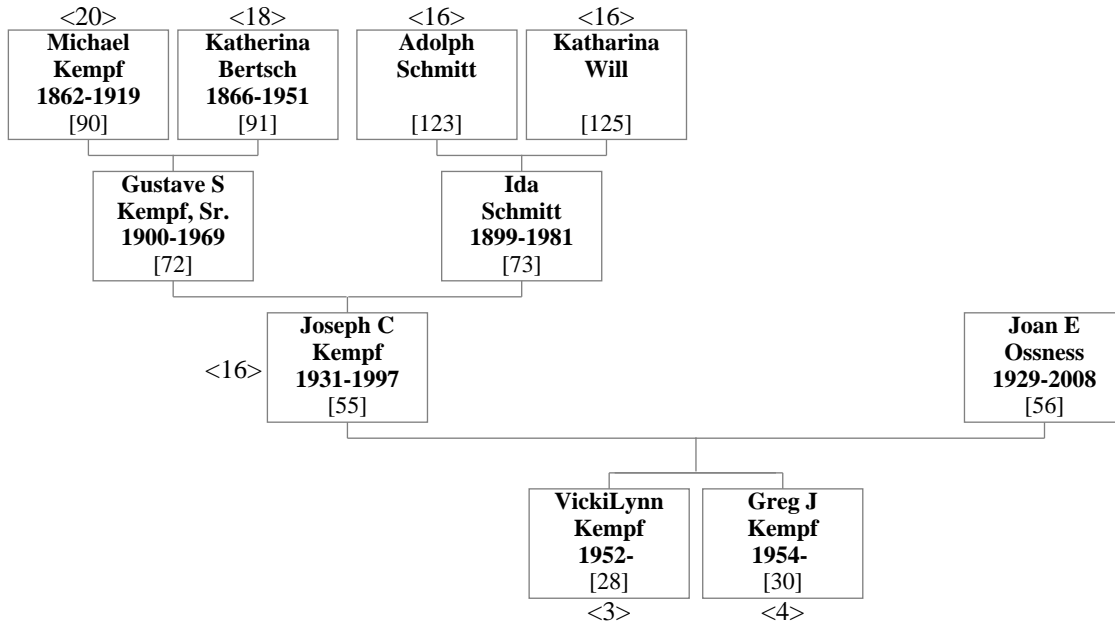 <20>
Michael
Kempf
1862-1919
[90]
<18>
Katherina
Bertsch
1866-1951
[91]
<16>
Adolph
Schmitt
[123]
<16>
Katharina
Will
[125]
Gustave S
Kempf, Sr.
1900-1969
[72]
Ida
Schmitt
1899-1981
[73]
<16>
Joseph C
Kempf
1931-1997
[55]
Joan E
Ossness
1929-2008
[56]
VickiLynn
Kempf
1952-
[28]
<3>
Greg J
Kempf
1954-
[30]
<4>